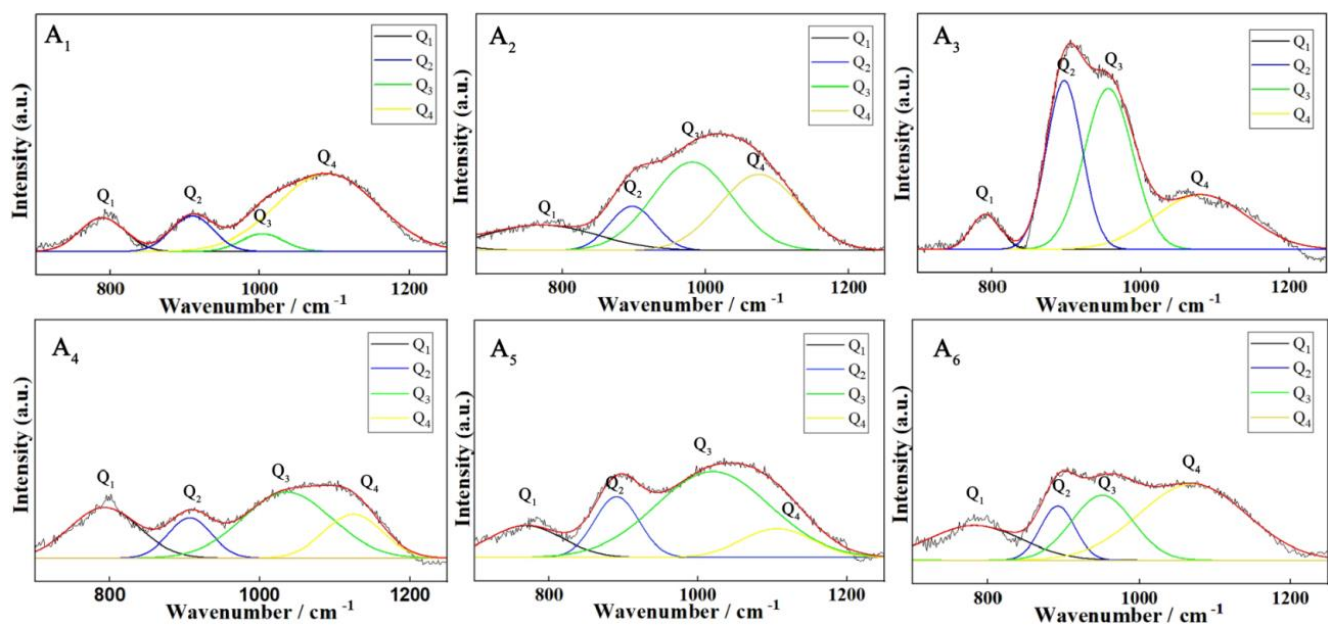 A₁
Q₁
Q₂
Q₃
Q₄
Q₁
Q₂
Q₃
Q₄
Intensity (a.u.)
800
1000
1200
Wavenumber / cm⁻¹
A₂
Q₁
Q₂
Q₃
Q₄
Q₁
Q₂
Q₃
Q₄
Intensity (a.u.)
800
1000
1200
Wavenumber / cm⁻¹
A₃
Q₁
Q₂
Q₃
Q₄
Q₁
Q₂
Q₃
Q₄
Intensity (a.u.)
800
1000
1200
Wavenumber / cm⁻¹
A₄
Q₁
Q₂
Q₃
Q₄
Q₁
Q₂
Q₃
Q₄
Intensity (a.u.)
800
1000
1200
Wavenumber / cm⁻¹
A₅
Q₁
Q₂
Q₃
Q₄
Q₁
Q₂
Q₃
Q₄
Intensity (a.u.)
800
1000
1200
Wavenumber / cm⁻¹
A₆
Q₁
Q₂
Q₃
Q₄
Q₁
Q₂
Q₃
Q₄
Intensity (a.u.)
800
1000
1200
Wavenumber / cm⁻¹